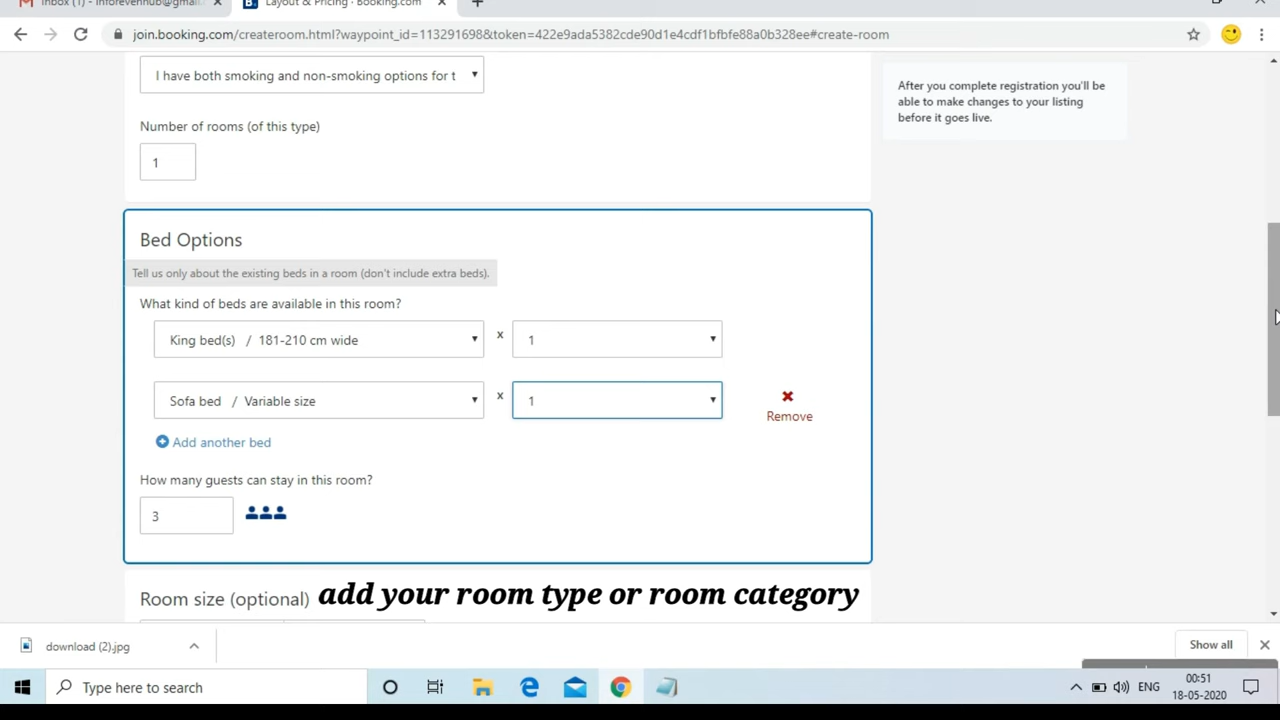 Inbox (1) - inforevenhub@gmail.
Layout & Pricing · Booking.com
join.booking.com/createroom.html?waypoint_id=113291698&token=422e9ada5382cde90d1e4cdf1bfbfe88a0b328ee#create-room
I have both smoking and non-smoking options for t
After you complete registration you'll be
able to make changes to your listing
before it goes live.
Number of rooms (of this type)
1
Bed Options
Tell us only about the existing beds in a room (don't include extra beds).
What kind of beds are available in this room?
King bed(s) / 181-210 cm wide x 1
Sofa bed / Variable size x 1
Remove
Add another bed
How many guests can stay in this room?
3
Room size (optional) add your room type or room category
download (2).jpg
Show all
Type here to search
ENG
00:51
18-05-2020